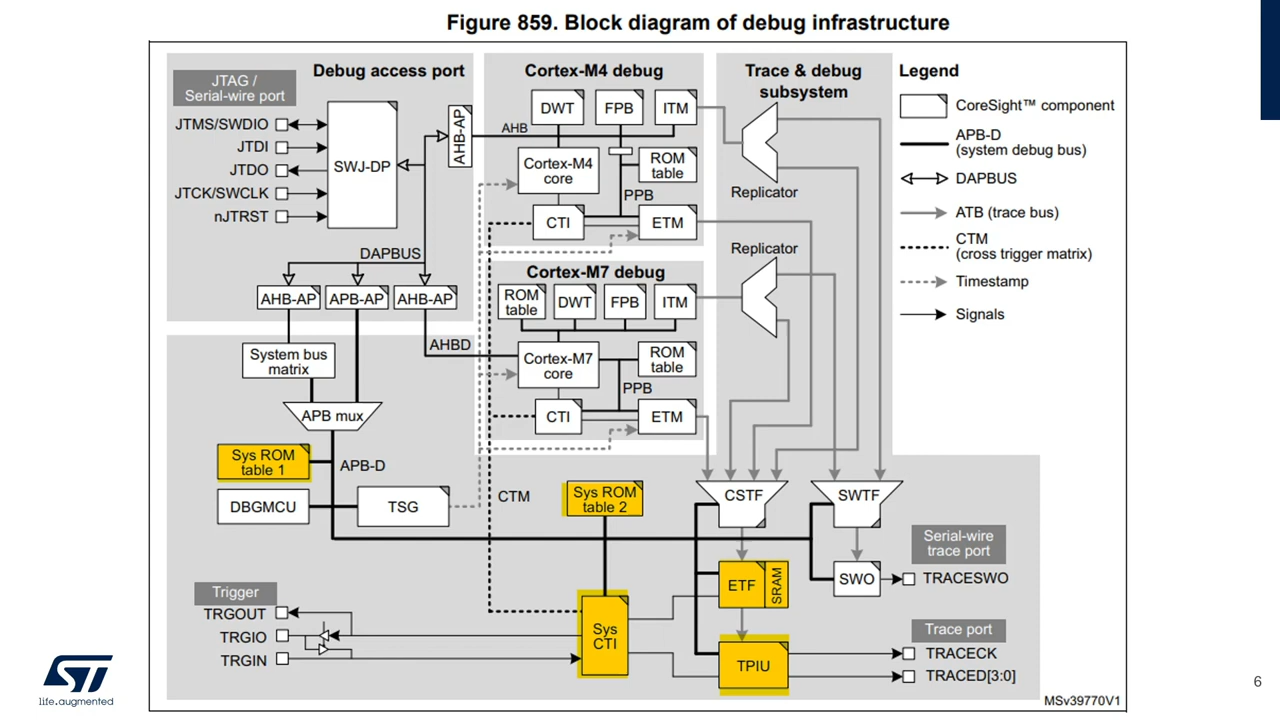 Figure 859. Block diagram of debug infrastructure
JTAG /
Serial-wire port
Debug access port
JTMS/SWDIO
JTDI
JTDO
JTCK/SWCLK
nJTRST
SWJ-DP
AHB-AP
DAPBUS
AHB-AP
APB-AP
AHB-AP
Cortex-M4 debug
DWT
FPB
ITM
AHB
Cortex-M4
core
ROM
table
PPB
CTI
ETM
Cortex-M7 debug
ROM
table
DWT
FPB
ITM
AHBD
Cortex-M7
core
ROM
table
PPB
CTI
ETM
Trace & debug
subsystem
Replicator
Replicator
Legend
CoreSight™ component
APB-D
(system debug bus)
DAPBUS
ATB (trace bus)
CTM
(cross trigger matrix)
Timestamp
Signals
System bus
matrix
APB mux
Sys ROM
table 1
APB-D
DBGMCU
TSG
CTM
Sys ROM
table 2
CSTF
SWTF
Serial-wire
trace port
ETF
SRAM
SWO
TRACESWO
Trigger
TRGOUT
TRGIO
TRGIN
Sys
CTI
TPIU
Trace port
TRACECK
TRACED[3:0]
MSv39770V1
ST
life.augmented
6